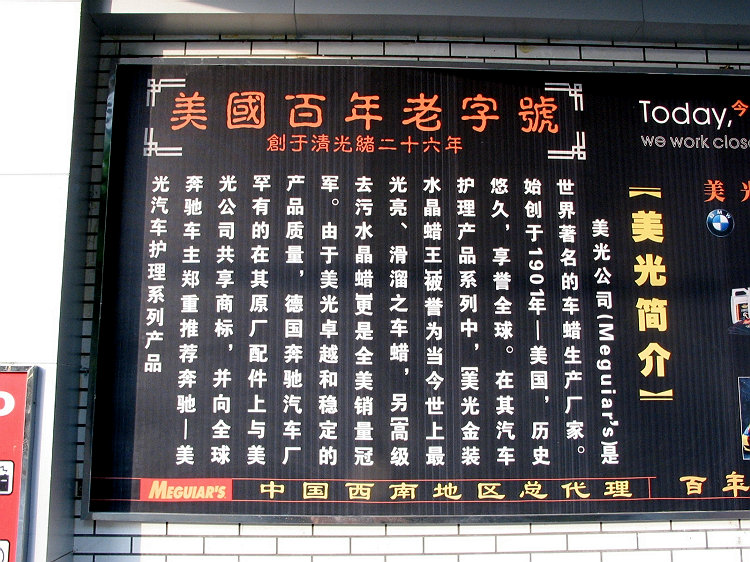 美國百年老字號
創于清光緒二十六年
Today,今
we work close
美光
BMW
【美光简介】
美光公司(Meguiar's)是
世界著名的车蜡生产厂家。
始创于1901年—美国，历史
悠久，享誉全球。在其汽车
护理产品系列中，[美光金装
水晶蜡王]被誉为当今世上最
光亮、滑溜之车蜡，另[高级
去污水晶蜡]更是全美销量冠
军。由于美光卓越和稳定的
产品质量，德国奔驰汽车厂
罕有的在其原厂配件上与美
光公司共享商标，并向全球
奔驰车主郑重推荐奔驰—美
光汽车护理系列产品
MEGUIAR'S 中国西南地区总代理 百年